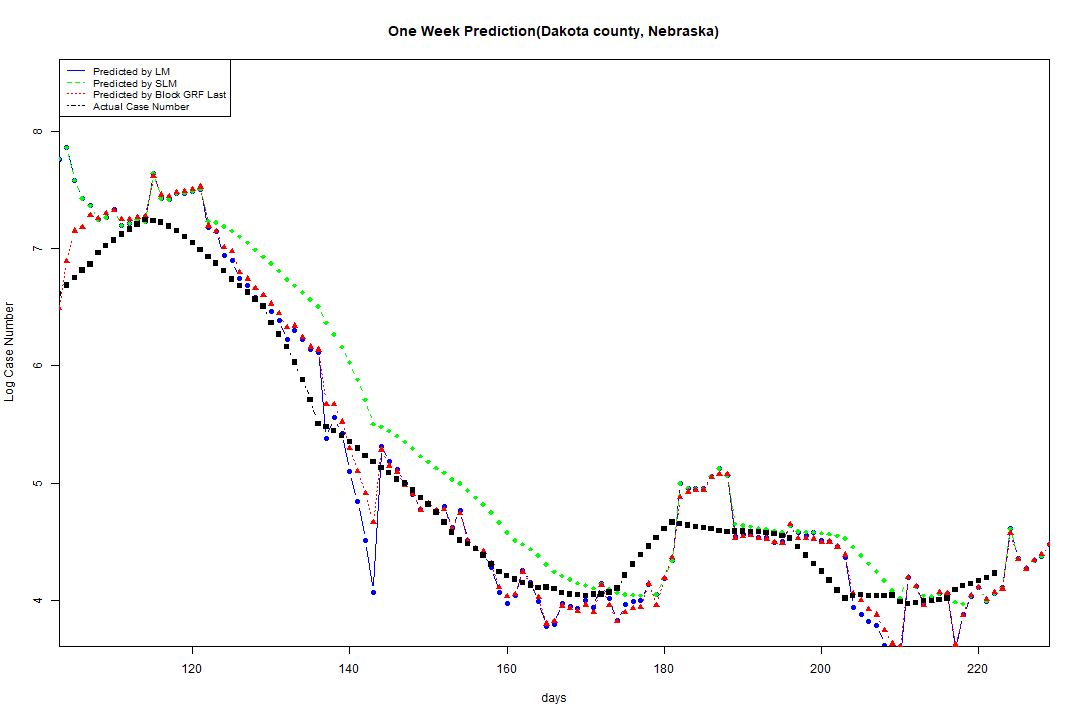 One Week Prediction(Dakota county, Nebraska)
Predicted by LM
Predicted by SLM
Predicted by Block GRF Last
Actual Case Number
8
7
6
5
4
Log Case Number
120 140 160 180 200 220
days